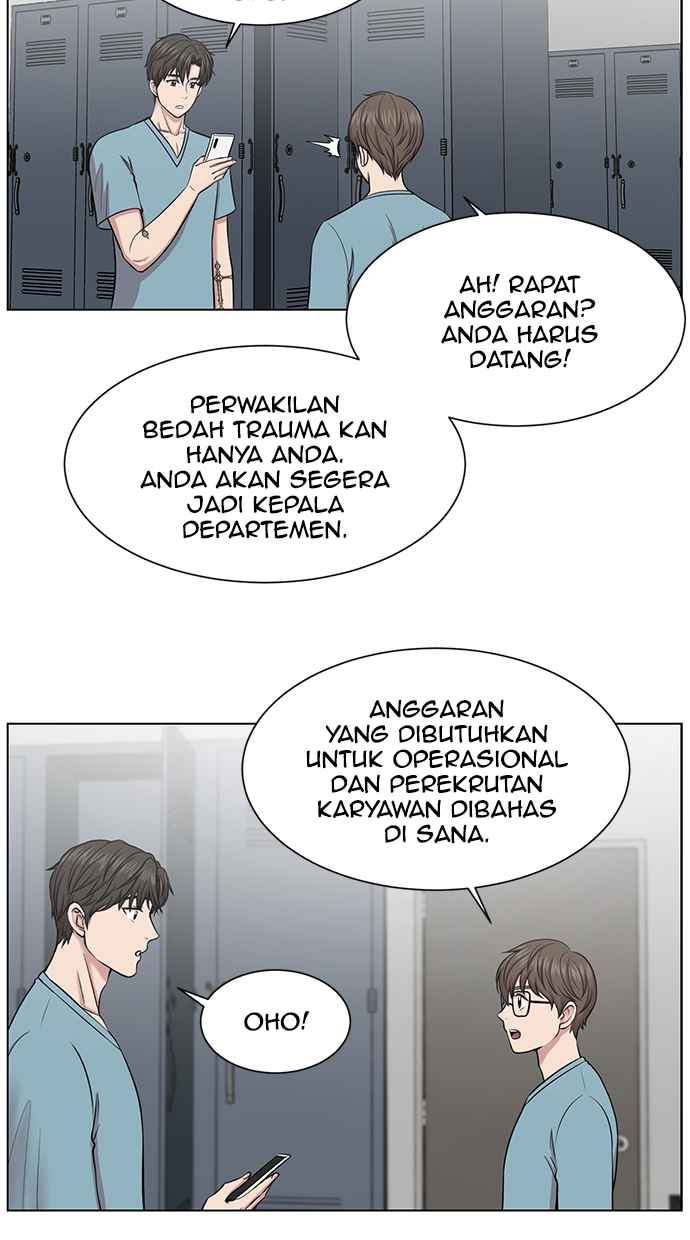 AH! RAPAT
ANGGARAN?
ANDA HARUS
DATANG!
PERWAKILAN
BEDAH TRAUMA KAN
HANYA ANDA.
ANDA AKAN SEGERA
JADI KEPALA
DEPARTEMEN.
ANGGARAN
YANG DIBUTUHKAN
UNTUK OPERASIONAL
DAN PEREKRUTAN
KARYAWAN DIBAHAS
DI SANA.
OHO!